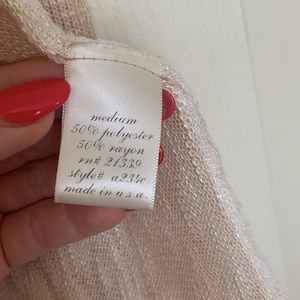 medium
50% polyester
50% rayon
rn# 21339
style# a234c
made in u.s.a.